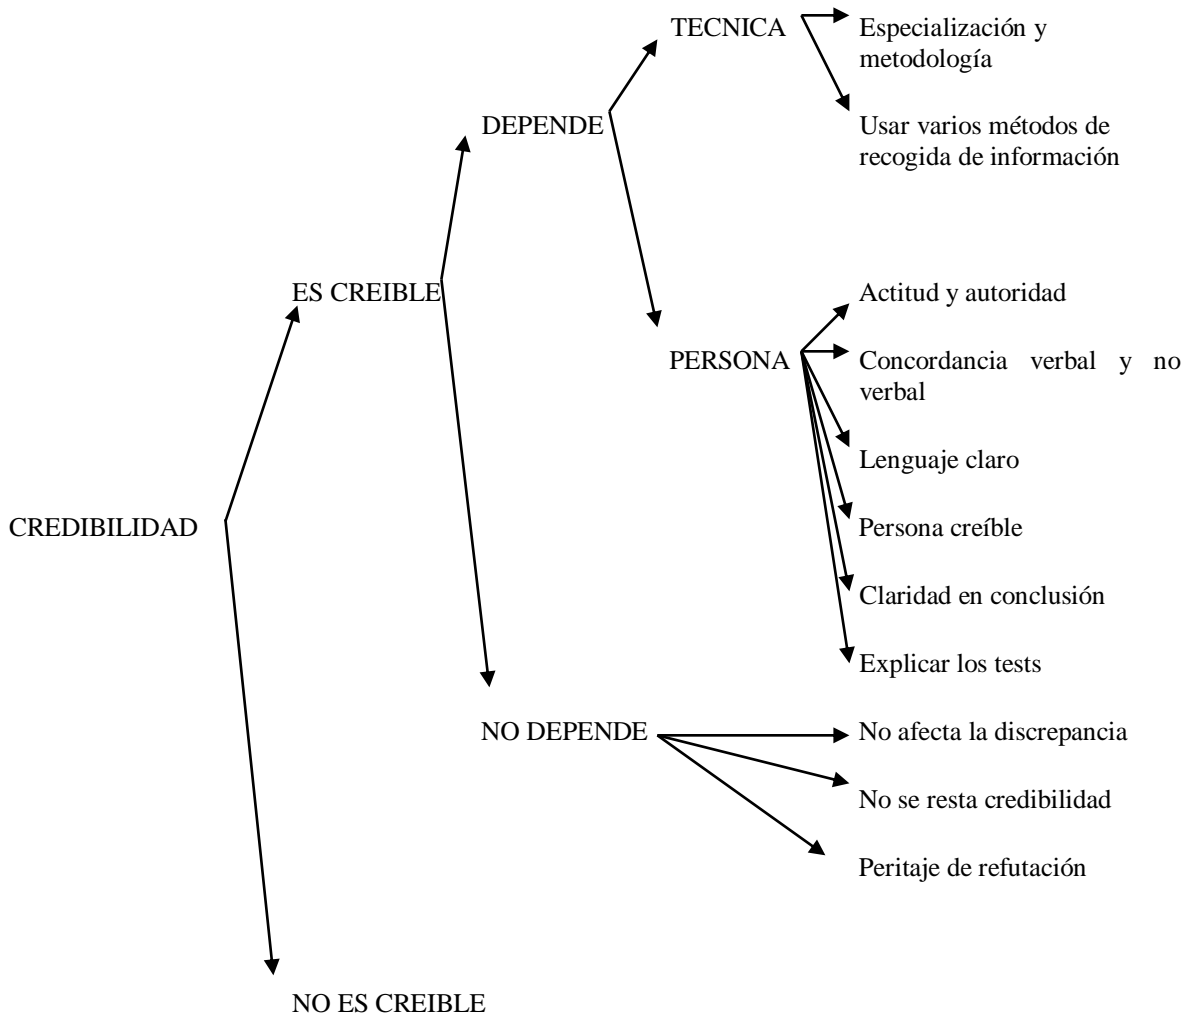 TECNICA
Especialización y
metodología
DEPENDE
Usar varios métodos de
recogida de información
ES CREIBLE
Actitud y autoridad
PERSONA
Concordancia verbal y no
verbal
Lenguaje claro
CREDIBILIDAD
Persona creíble
Claridad en conclusión
Explicar los tests
NO DEPENDE
No afecta la discrepancia
No se resta credibilidad
Peritaje de refutación
NO ES CREIBLE